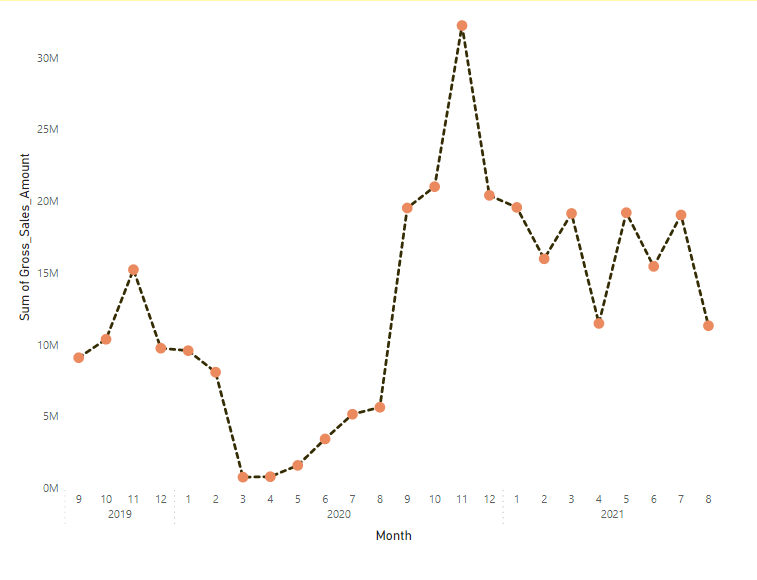 Sum of Gross_Sales_Amount
30M
25M
20M
15M
10M
5M
0M
9 10 11 12 1 2 3 4 5 6 7 8 9 10 11 12 1 2 3 4 5 6 7 8
2019 2020 2021
Month